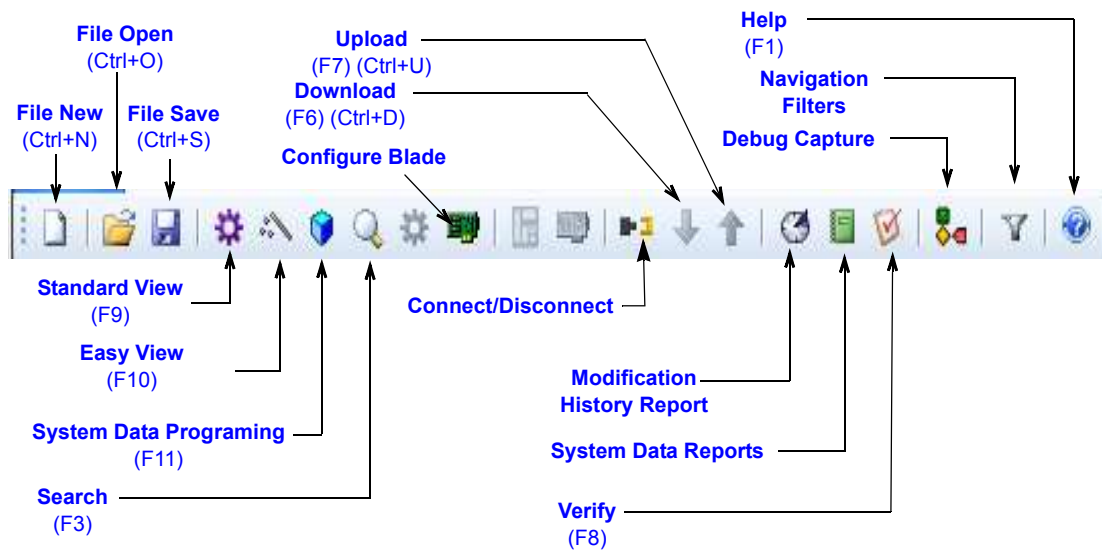 File Open
(Ctrl+O)
File New
(Ctrl+N)
File Save
(Ctrl+S)
Upload
(F7) (Ctrl+U)
Download
(F6) (Ctrl+D)
Configure Blade
Help
(F1)
Navigation
Filters
Debug Capture
Standard View
(F9)
Easy View
(F10)
System Data Programing
(F11)
Search
(F3)
Connect/Disconnect
Modification
History Report
System Data Reports
Verify
(F8)